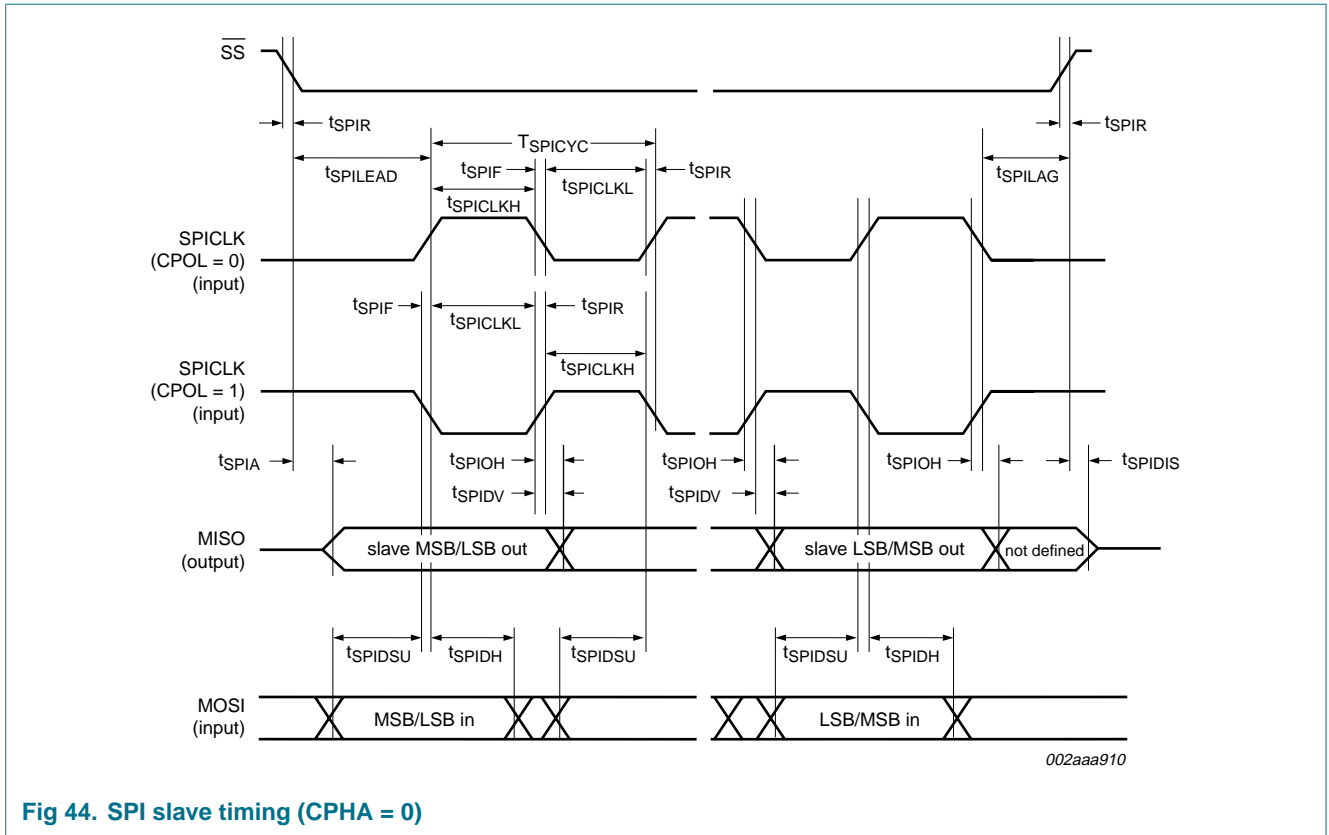 SS
tSPIR
tSPIR
TSPICYC
tSPILEAD
tSPIF
tSPICLKL
tSPIR
tSPILAG
tSPICLKH
SPICLK
(CPOL = 0)
(input)
tSPIF
tSPICLKL
tSPIR
tSPICLKH
SPICLK
(CPOL = 1)
(input)
tSPIA
tSPIOH
tSPIOH
tSPIOH
tSPIDIS
tSPIDV
tSPIDV
MISO
(output)
slave MSB/LSB out
slave LSB/MSB out
not defined
tSPIDSU
tSPIDH
tSPIDSU
tSPIDSU
tSPIDH
MOSI
(input)
MSB/LSB in
LSB/MSB in
002aaa910
Fig 44. SPI slave timing (CPHA = 0)